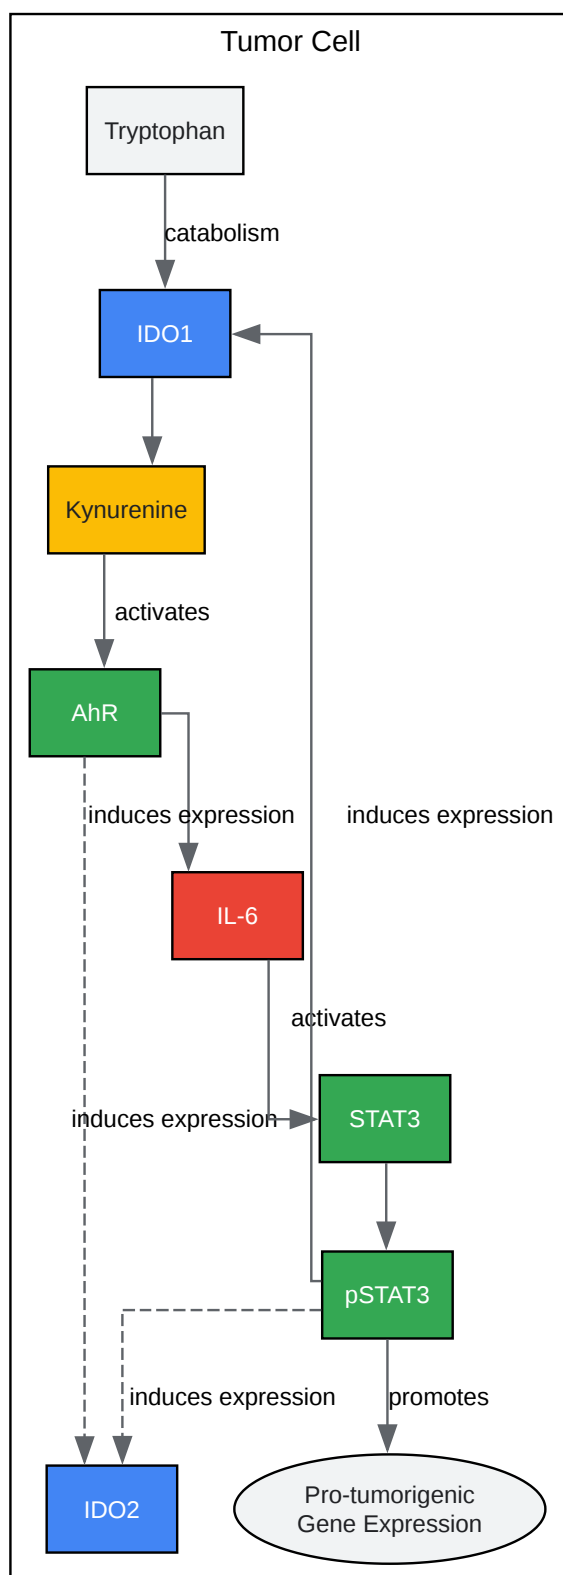 Tumor Cell
Tryptophan
catabolism
IDO1
Kynurenine
activates
AhR
induces expression
induces expression
IL-6
activates
induces expression
STAT3
pSTAT3
induces expression
promotes
IDO2
Pro-tumorigenic
Gene Expression